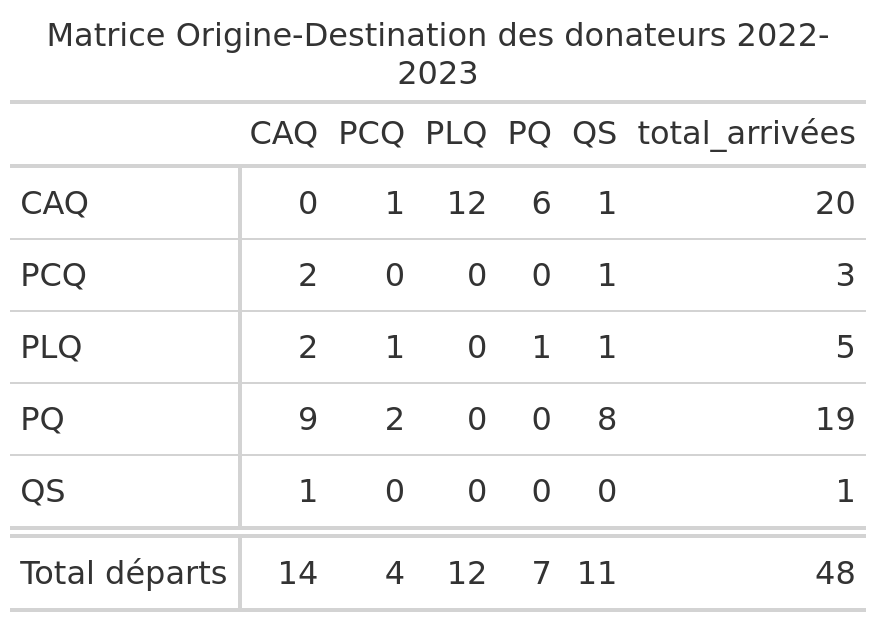 Matrice Origine-Destination des donateurs 2022-
2023
CAQ PCQ PLQ PQ QS total_arrivées
CAQ 0 1 12 6 1 20
PCQ 2 0 0 0 1 3
PLQ 2 1 0 1 1 5
PQ 9 2 0 0 8 19
QS 1 0 0 0 0 1
Total départs 14 4 12 7 11 48